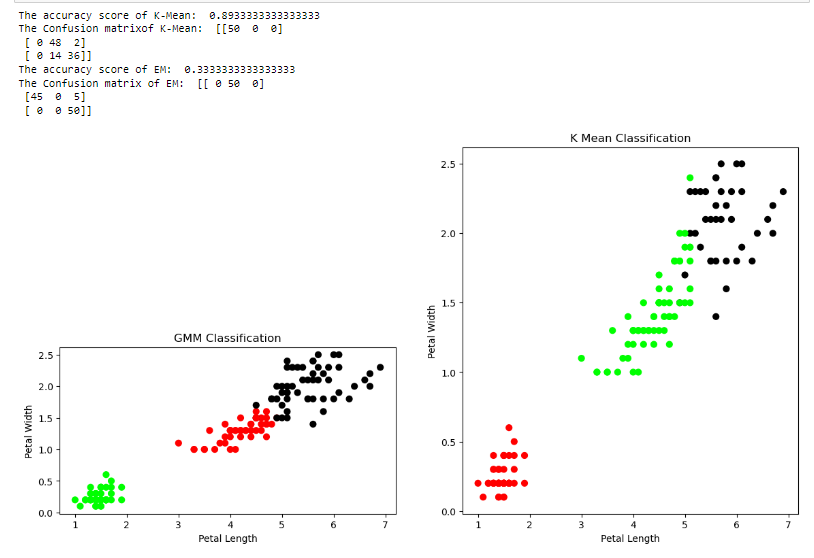 The accuracy score of K-Mean:  0.8933333333333333
The Confusion matrixof K-Mean:  [[50  0  0]
 [ 0 48  2]
 [ 0 14 36]]
The accuracy score of EM:  0.3333333333333333
The Confusion matrix of EM:  [[ 0 50  0]
 [45  0  5]
 [ 0  0 50]]
K Mean Classification
2.5
2.0
1.5
1.0
0.5
0.0
Petal Width
1 2 3 4 5 6 7
Petal Length
GMM Classification
2.5
2.0
1.5
1.0
0.5
0.0
Petal Width
1 2 3 4 5 6 7
Petal Length